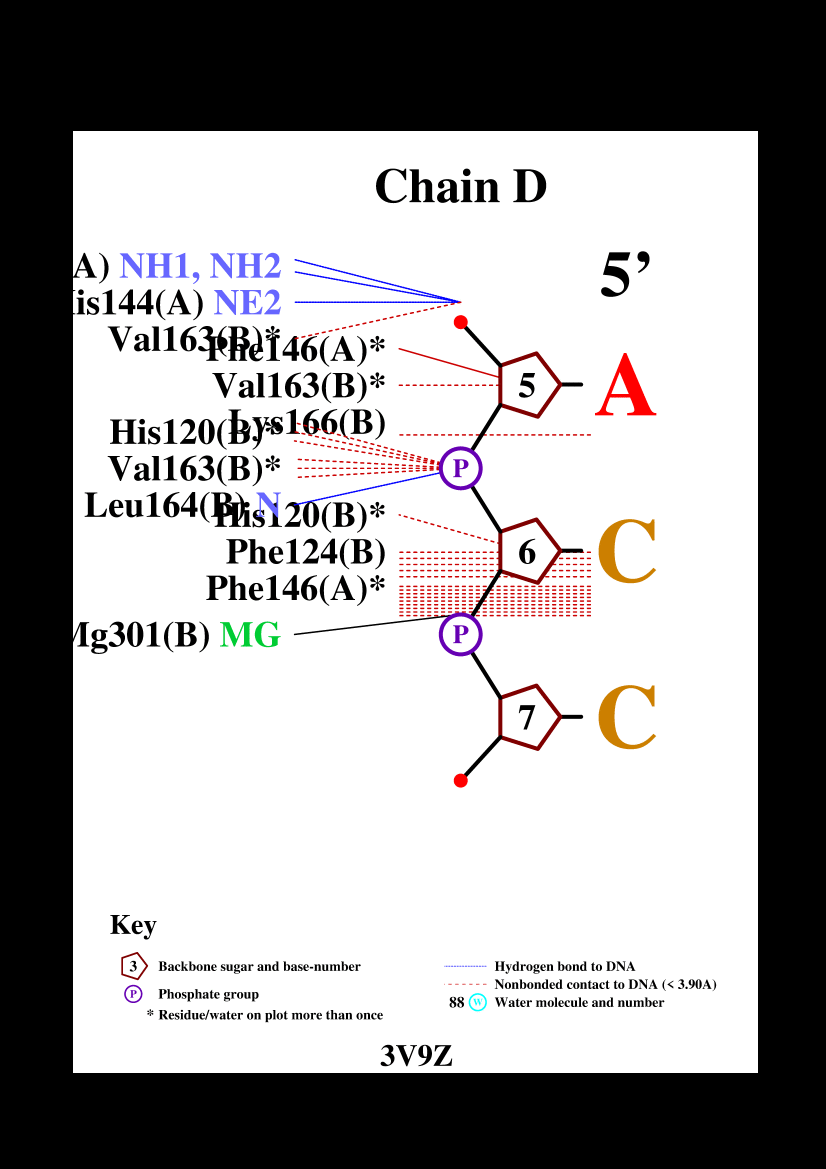 Chain D
5’
A) NH1, NH2
is144(A) NE2
Val163(B)*
Phe146(A)*
Val163(B)*
5
A
Lys166(B)
His120(B)*
Val163(B)*
P
Leu164(B) N
His120(B)*
Phe124(B)
6
C
Phe146(A)*
Mg301(B) MG
P
7
C
Key
3 Backbone sugar and base-number
P Phosphate group
* Residue/water on plot more than once
Hydrogen bond to DNA
Nonbonded contact to DNA (< 3.90A)
88 W Water molecule and number
3V9Z